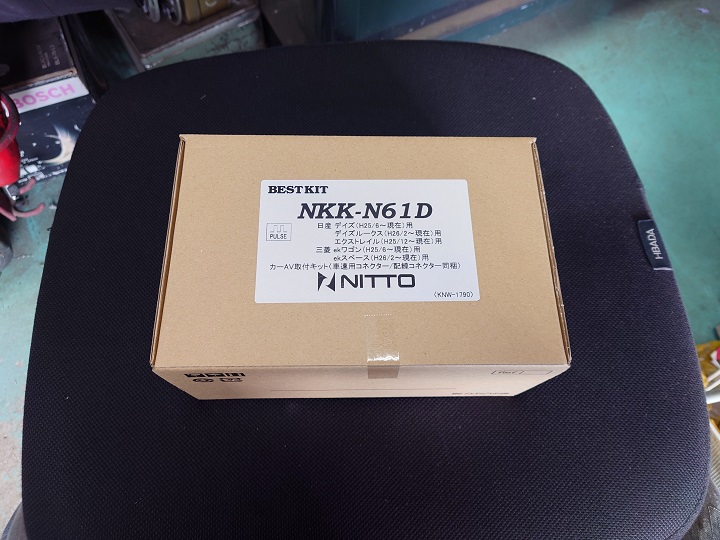 BOSCH
BESTKIT
NKK-N61D
PULSE
日産 デイズ(H25/6~現在)用
デイズルークス(H26/2~現在)用
エクストレイル(H25/12~現在)用
三菱 ekワゴン(H25/6~現在)用
ekスペース(H26/2~現在)用
カーAV取付キット(車速用コネクター/配線コネクター同梱)
NITTO
(KNW-1790)
HBADA